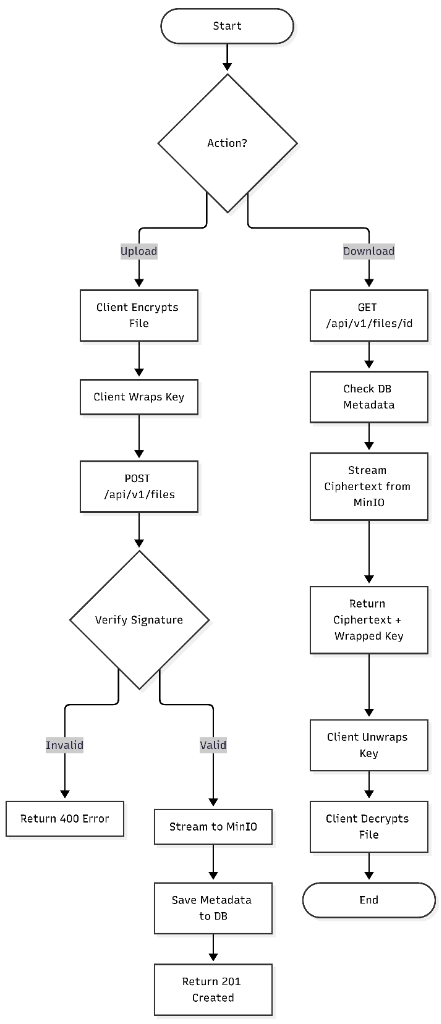 Start
Action?
Upload
Download
Client Encrypts
File
Client Wraps Key
POST
/api/v1/files
Verify Signature
Invalid
Valid
Return 400 Error
Stream to MinIO
Save Metadata
to DB
Return 201
Created
GET
/api/v1/files/id
Check DB
Metadata
Stream
Ciphertext from
MinIO
Return
Ciphertext +
Wrapped Key
Client Unwraps
Key
Client Decrypts
File
End